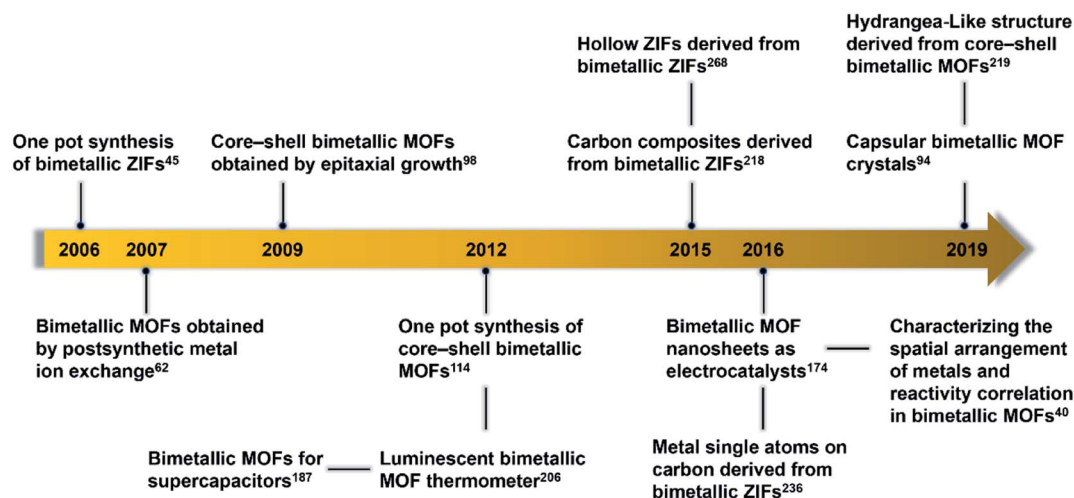 Hydrangea-Like structure
derived from core–shell
bimetallic MOFs219
Hollow ZIFs derived from
bimetallic ZIFs268
One pot synthesis
of bimetallic ZIFs45
Core–shell bimetallic MOFs
obtained by epitaxial growth98
Carbon composites derived
from bimetallic ZIFs218
Capsular bimetallic MOF
crystals94
2006 2007 2009 2012 2015 2016 2019
Bimetallic MOFs obtained
by postsynthetic metal
ion exchange62
One pot synthesis of
core–shell bimetallic
MOFs114
Bimetallic MOF
nanosheets as
electrocatalysts174
Characterizing the
spatial arrangement
of metals and
reactivity correlation
in bimetallic MOFs40
Bimetallic MOFs for
supercapacitors187
Luminescent bimetallic
MOF thermometer206
Metal single atoms on
carbon derived from
bimetallic ZIFs236